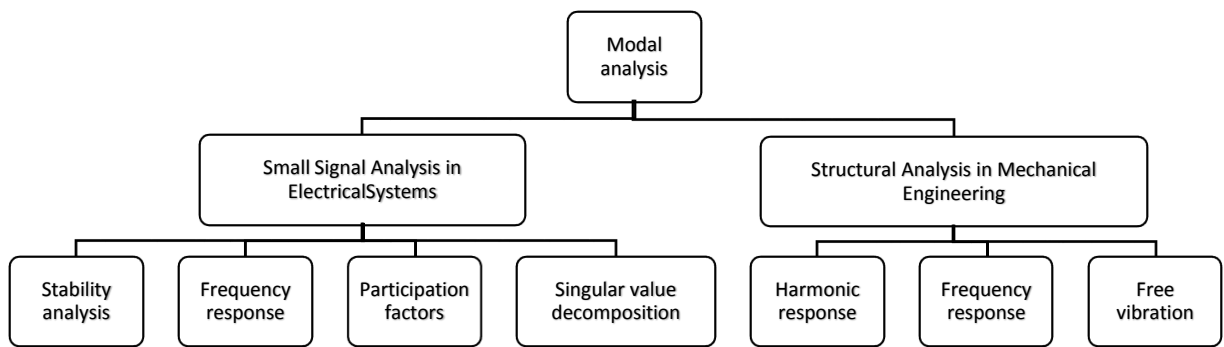 Modal
analysis
Small Signal Analysis in
ElectricalSystems
Structural Analysis in Mechanical
Engineering
Stability
analysis
Frequency
response
Participation
factors
Singular value
decomposition
Harmonic
response
Frequency
response
Free
vibration